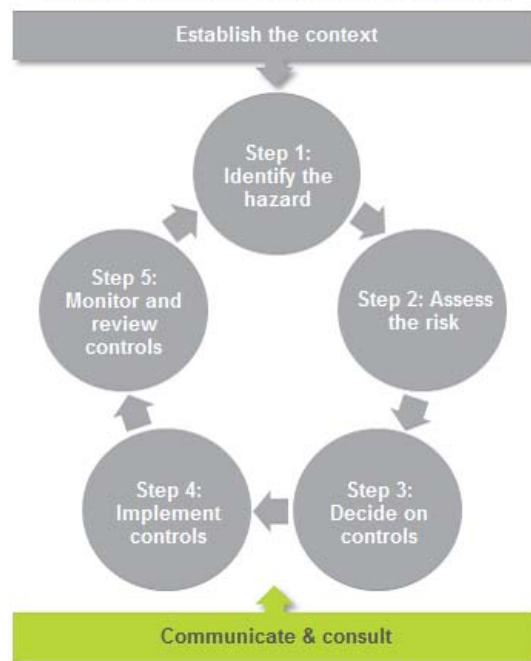 Establish the context
Step 1:
Identify the
hazard
Step 2: Assess
the risk
Step 3:
Decide on
controls
Step 4:
Implement
controls
Step 5:
Monitor and
review
controls
Communicate & consult